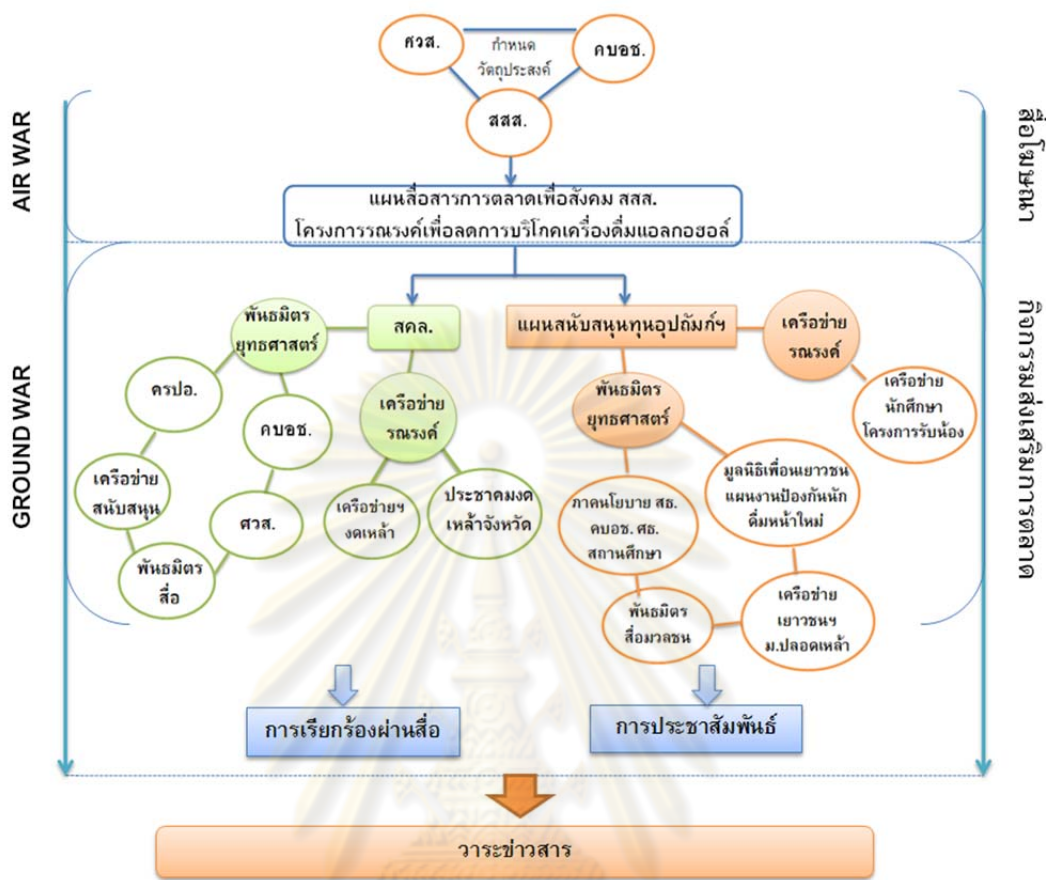 ศวส.
กำหนด
วัตถุประสงค์
คบอช.
สสส.
AIR WAR
สื่อโฆษณา
แผนสื่อสารการตลาดเพื่อสังคม สสส.
โครงการรณรงค์เพื่อลดการบริโภคเครื่องดื่มแอลกอฮอล์
GROUND WAR
กิจกรรมส่งเสริมการตลาด
พันธมิตร
ยุทธศาสตร์
สคล.
แผนสนับสนุนทุนอุปถัมภ์ฯ
เครือข่าย
รณรงค์
ครปอ.
คบอช.
เครือข่าย
สนับสนุน
ศวส.
พันธมิตร
สื่อ
เครือข่าย
รณรงค์
เครือข่ายฯ
งดเหล้า
ประชาคมงด
เหล้าจังหวัด
พันธมิตร
ยุทธศาสตร์
เครือข่าย
นักศึกษา
โครงการรับน้อง
ภาคนโยบาย สธ.
คบอช. ศธ.
สถานศึกษา
มูลนิธิเพื่อนเยาวชน
แผนงานป้องกันนัก
ดื่มหน้าใหม่
พันธมิตร
สื่อมวลชน
เครือข่าย
เยาวชนฯ
ม.ปลอดเหล้า
การเรียกร้องผ่านสื่อ
การประชาสัมพันธ์
วาระข่าวสาร